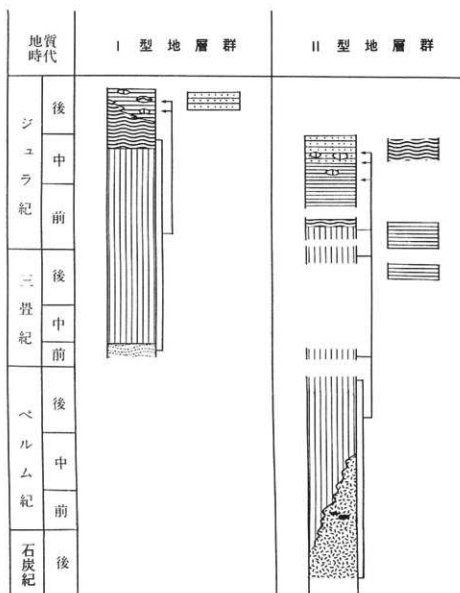 地質
時代
I 型 地 層 群
II 型 地 層 群
ジュラ紀
後
中
前
三畳紀
後
中
前
ペルム紀
後
中
前
石炭紀
後